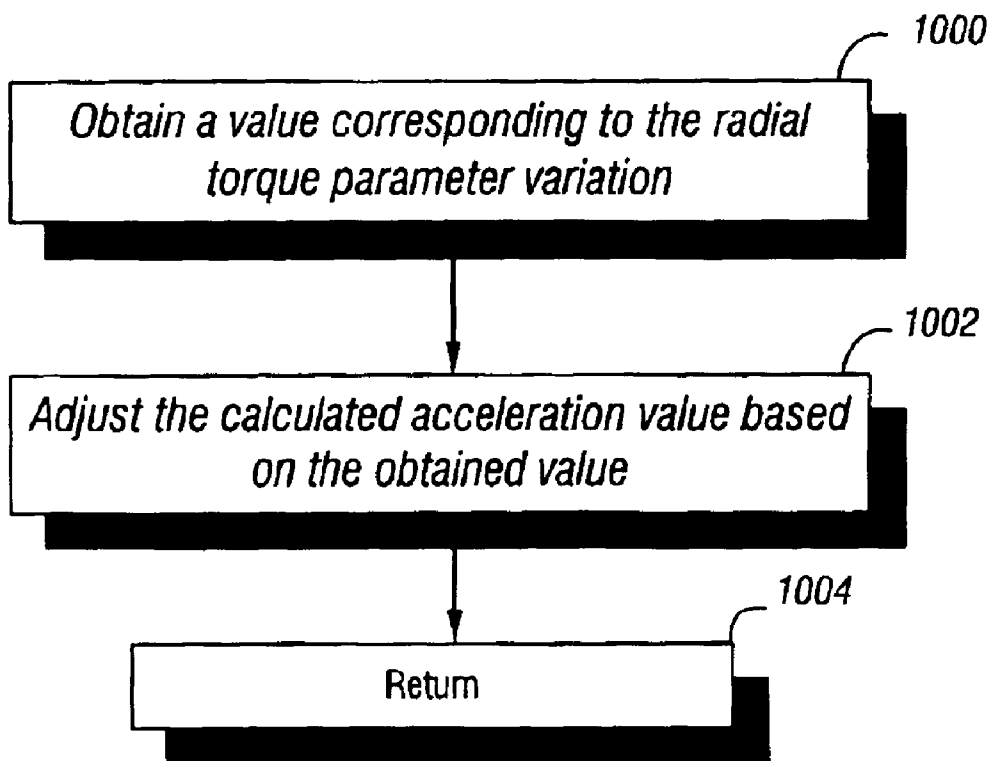 1000
Obtain a value corresponding to the radial
torque parameter variation
1002
Adjust the calculated acceleration value based
on the obtained value
1004
Return